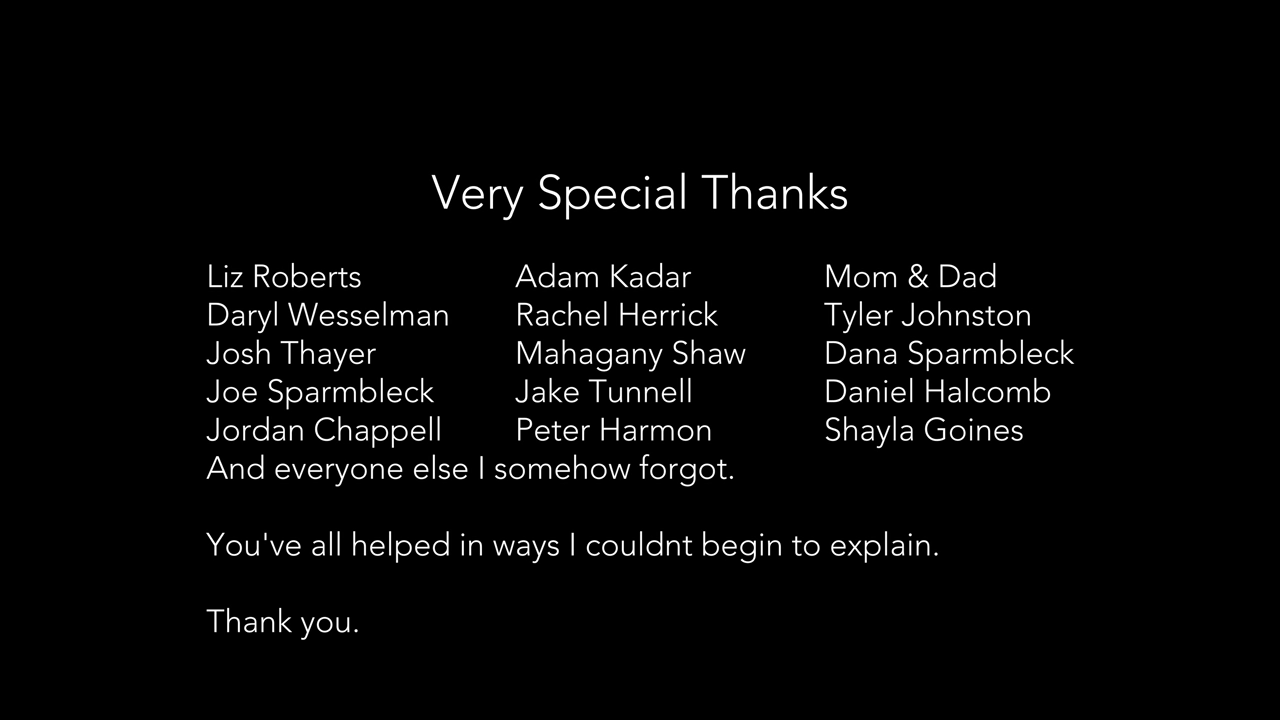 Very Special Thanks
Liz Roberts Adam Kadar Mom & Dad
Daryl Wesselman Rachel Herrick Tyler Johnston
Josh Thayer Mahagany Shaw Dana Sparmbleck
Joe Sparmbleck Jake Tunnell Daniel Halcomb
Jordan Chappell Peter Harmon Shayla Goines
And everyone else I somehow forgot.
You've all helped in ways I couldnt begin to explain.
Thank you.